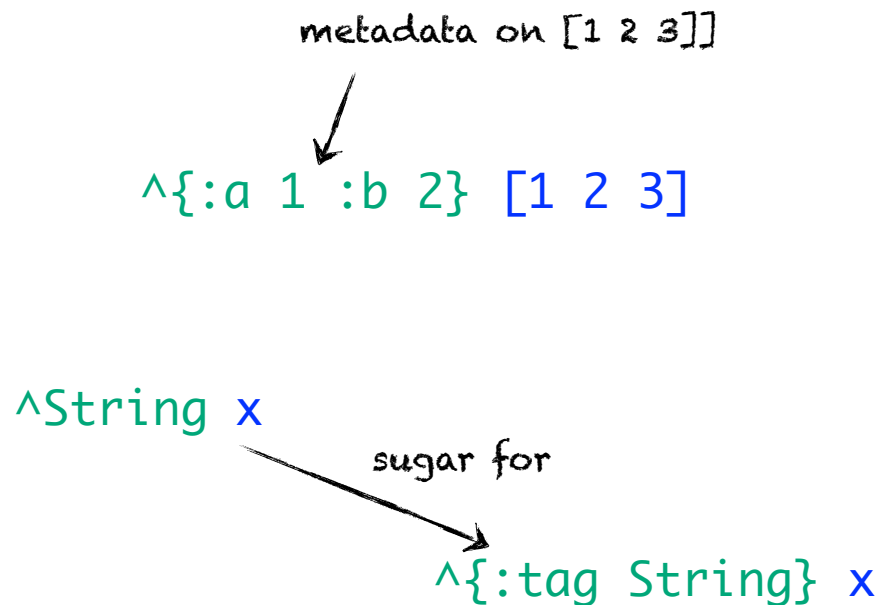 metadata on [1 2 3]]
^{:a 1 :b 2} [1 2 3]
^String x
sugar for
^{:tag String} x